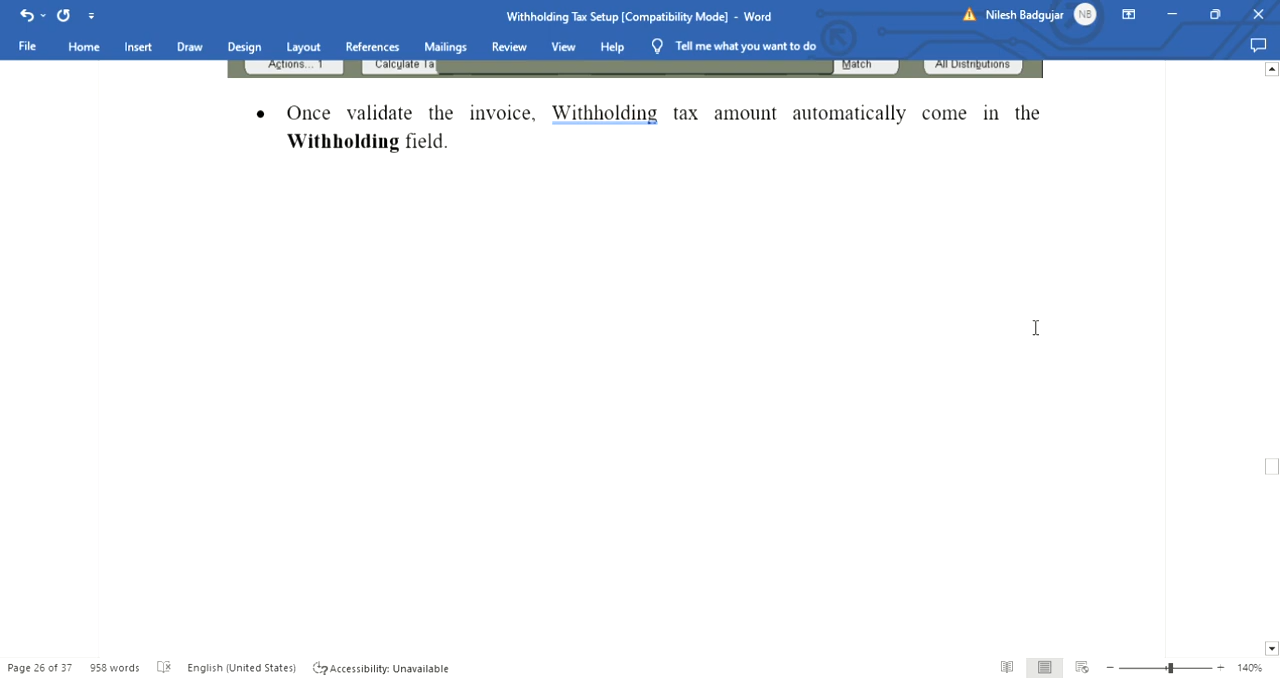 Withholding Tax Setup [Compatibility Mode] - Word
Nilesh Badgujar
NB
File Home Insert Draw Design Layout References Mailings Review View Help Tell me what you want to do
Actions... 1 Calculate Ta Match All Distributions
• Once validate the invoice, Withholding tax amount automatically come in the
Withholding field.
Page 26 of 37 958 words English (United States) Accessibility: Unavailable 140%